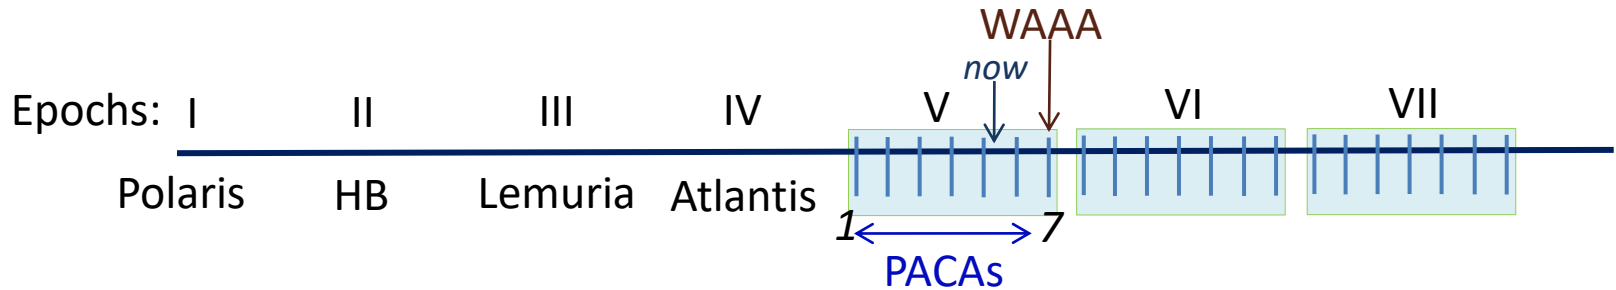 WAAA
now
Epochs: I II III IV V VI VII
Polaris HB Lemuria Atlantis
1 7
PACAs